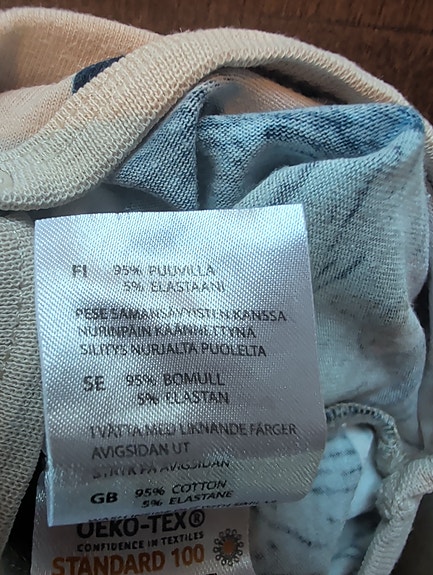 FI 95% PUUVILLA
5% ELASTAANI
PESE SAMANSÄVYISTEN KANSSA
NURINPÄIN KÄÄNNETTYNÄ
SILITYS NURJALTA PUOLELTA
SE 95% BOMULL
5% ELASTAN
TVÄTTA MED LIKNANDE FÄRGER
AVIGSIDAN UT
STRYK PÅ AVIGSIDAN
GB 95% COTTON
5% ELASTANE
OEKO-TEX®
CONFIDENCE IN TEXTILES
STANDARD 100